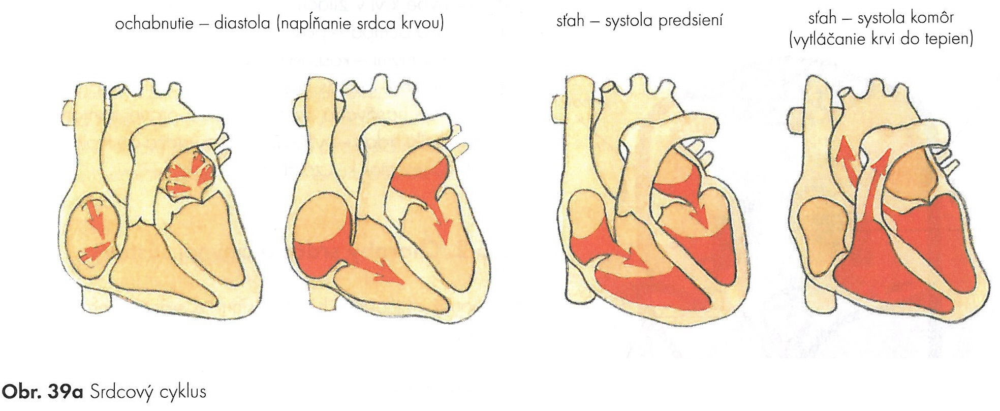 ochabnutie – diastola (napĺňanie srdca krvou)
sťah – systola predsiení
sťah – systola komôr
(vytláčanie krvi do tepien)
Obr. 39a Srdcový cyklus